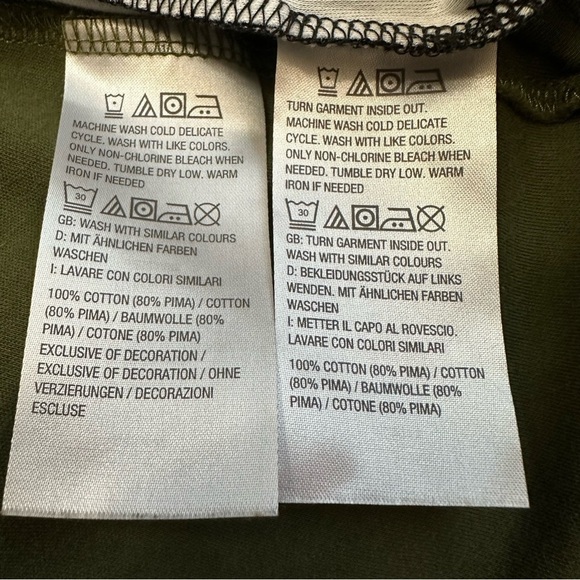 MACHINE WASH COLD DELICATE
CYCLE. WASH WITH LIKE COLORS.
ONLY NON-CHLORINE BLEACH WHEN
NEEDED. TUMBLE DRY LOW. WARM
IRON IF NEEDED
30
GB: WASH WITH SIMILAR COLOURS
D: MIT ÄHNLICHEN FARBEN
WASCHEN
I: LAVARE CON COLORI SIMILARI
100% COTTON (80% PIMA) / COTTON
(80% PIMA) / BAUMWOLLE (80%
PIMA) / COTONE (80% PIMA)
EXCLUSIVE OF DECORATION /
EXCLUSIVE OF DECORATION / OHNE
VERZIERUNGEN / DECORAZIONI
ESCLUSE
TURN GARMENT INSIDE OUT.
MACHINE WASH COLD DELICATE
CYCLE. WASH WITH LIKE COLORS.
ONLY NON-CHLORINE BLEACH WHEN
NEEDED. TUMBLE DRY LOW. WARM
IRON IF NEEDED
30
GB: TURN GARMENT INSIDE OUT.
WASH WITH SIMILAR COLOURS
D: BEKLEIDUNGSSTÜCK AUF LINKS
WENDEN. MIT ÄHNLICHEN FARBEN
WASCHEN
I: METTER IL CAPO AL ROVESCIO.
LAVARE CON COLORI SIMILARI
100% COTTON (80% PIMA) / COTTON
(80% PIMA) / BAUMWOLLE (80%
PIMA) / COTONE (80% PIMA)